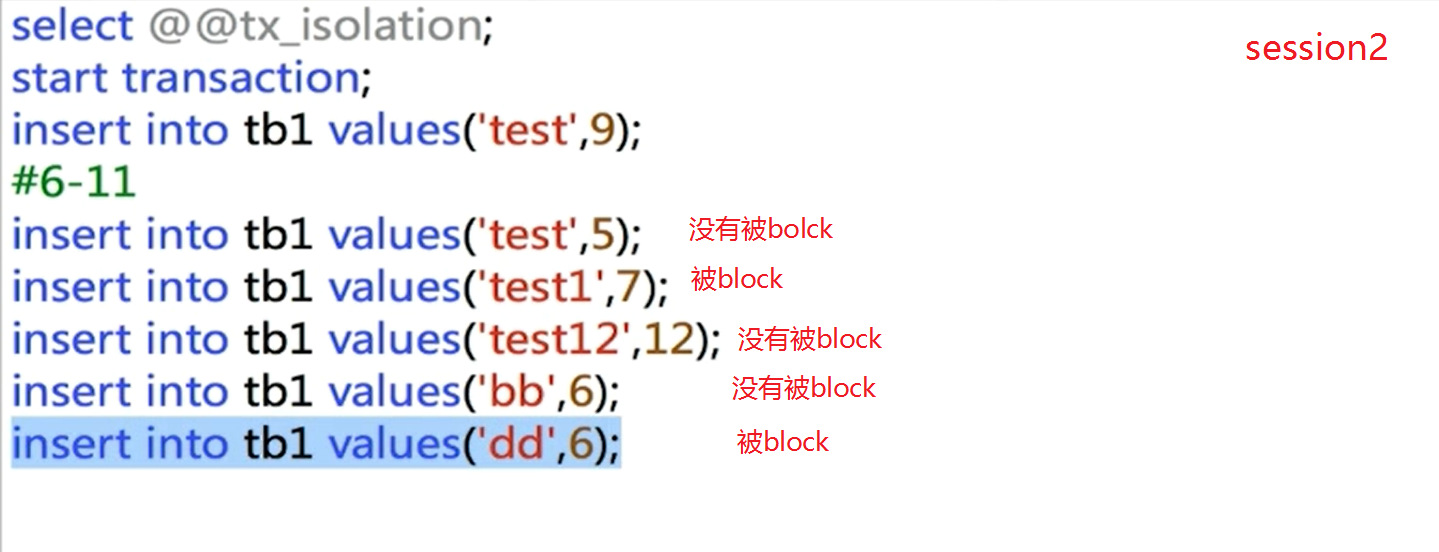 select @@tx_isolation;
session2
start transaction;
insert into tb1 values('test',9);
#6-11
insert into tb1 values('test',5); 没有被bolck
insert into tb1 values('test1',7); 被block
insert into tb1 values('test12',12); 没有被block
insert into tb1 values('bb',6); 没有被block
insert into tb1 values('dd',6); 被block